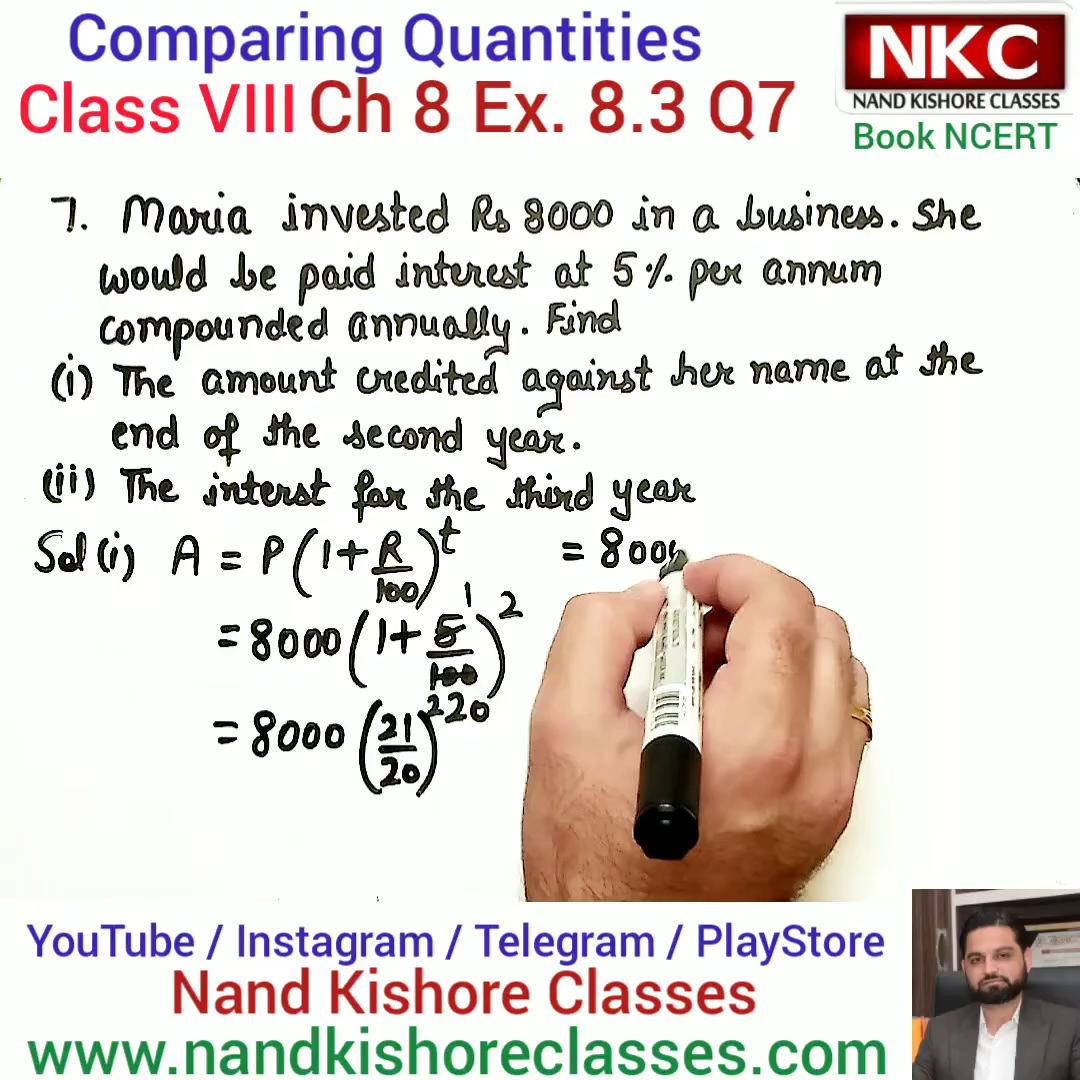 Comparing Quantities
Class VIII Ch 8 Ex. 8.3 Q7
NKC
NAND KISHORE CLASSES
Book NCERT
7. Maria invested Rs 8000 in a business. She
would be paid interest at 5% per annum
compounded annually. Find
(i) The amount credited against her name at the
end of the second year.
(ii) The interst for the third year
Sol (i) A = P(1+R/100)^t
= 8000(1+5/100)^2
1
20
= 8000(21/20)^2
= 800
YouTube / Instagram / Telegram / PlayStore
Nand Kishore Classes
www.nandkishoreclasses.com